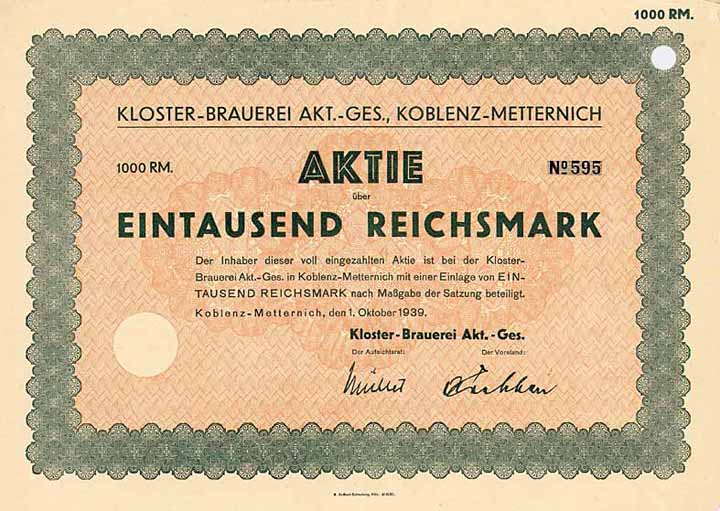 1000 RM.
KLOSTER-BRAUEREI AKT.-GES., KOBLENZ-METTERNICH
1000 RM. AKTIE № 595
über
EINTAUSEND REICHSMARK
Der Inhaber dieser voll eingezahlten Aktie ist bei der Kloster-
Brauerei Akt.-Ges. in Koblenz-Metternich mit einer Einlage von EIN-
TAUSEND REICHSMARK nach Maßgabe der Satzung beteiligt.
Koblenz-Metternich, den 1. Oktober 1939.
Kloster-Brauerei Akt.-Ges.
Der Aufsichtsrat: Der Vorstand:
Müller